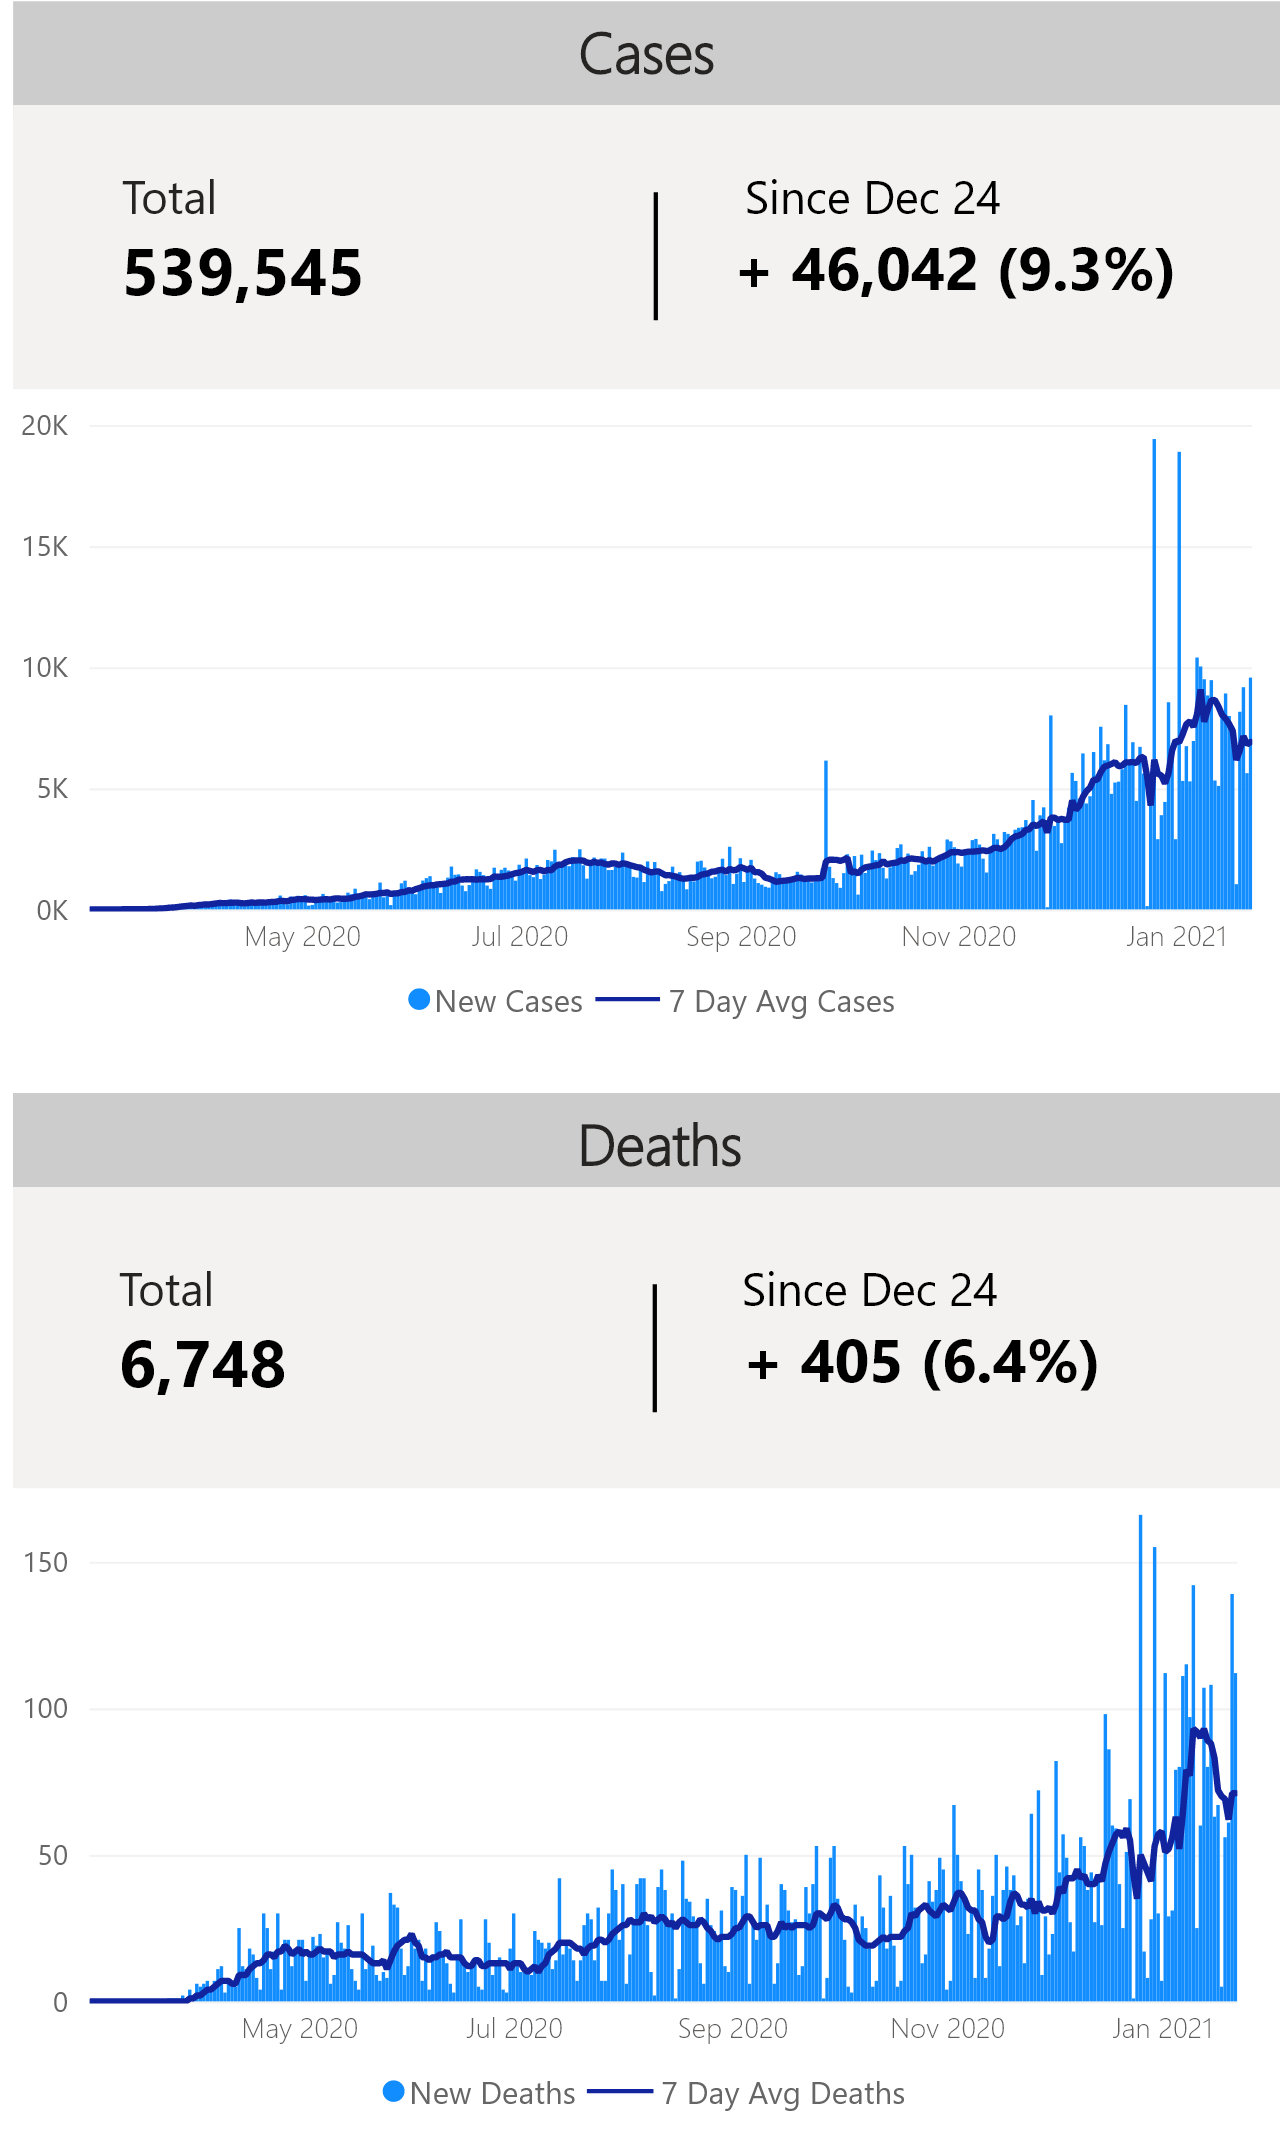 Cases
Total
Since Dec 24
539,545
+ 46,042 (9.3%)
20K
15K
10K
5K
0K
May 2020
Jul 2020
Sep 2020
Nov 2020
Jan 2021
New Cases
7 Day Avg Cases
Deaths
Total
Since Dec 24
6,748
+ 405 (6.4%)
150
100
50
0
May 2020
Jul 2020
Sep 2020
Nov 2020
Jan 2021
New Deaths
7 Day Avg Deaths